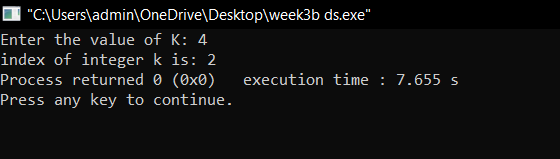 "C:\Users\admin\OneDrive\Desktop\week3b ds.exe"
Enter the value of K: 4
index of integer k is: 2
Process returned 0 (0x0)   execution time : 7.655 s
Press any key to continue.